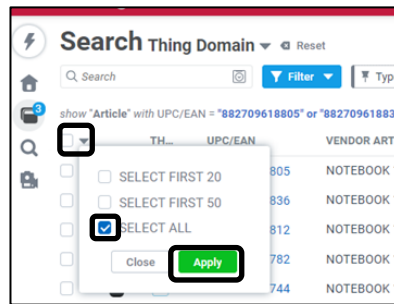 Search Thing Domain Reset
Search Filter Typ
3
show "Article" with UPC/EAN = "882709618805" or "8827096188
TH... UPC/EAN VENDOR ART
SELECT FIRST 20 805 NOTEBOOK
SELECT FIRST 50 836 NOTEBOOK
SELECT ALL 812 NOTEBOOK
Close Apply 782 NOTEBOOK
744 NOTEBOOK